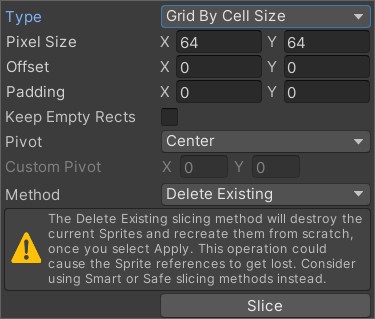 Type Grid By Cell Size
Pixel Size X 64 Y 64
Offset X 0 Y 0
Padding X 0 Y 0
Keep Empty Rects
Pivot Center
Custom Pivot X 0 Y 0
Method Delete Existing
The Delete Existing slicing method will destroy the
current Sprites and recreate them from scratch,
once you select Apply. This operation could
cause the Sprite references to get lost. Consider
using Smart or Safe slicing methods instead.
Slice